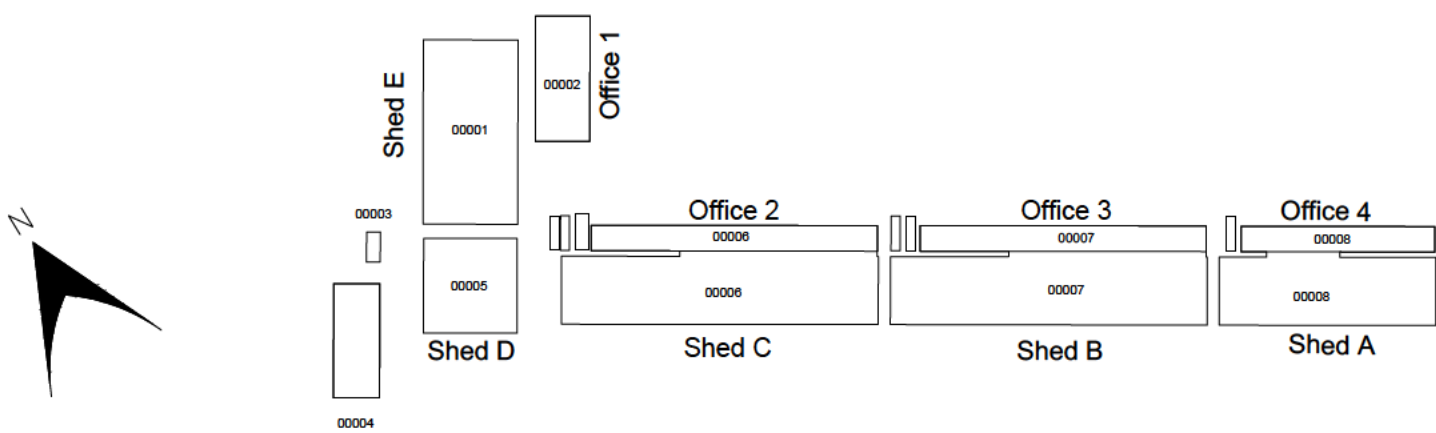 Shed E
00001
00002
Office 1
N
00003
Office 2
00006
Office 3
00007
Office 4
00008
00005
00006
00007
00008
Shed D
Shed C
Shed B
Shed A
00004